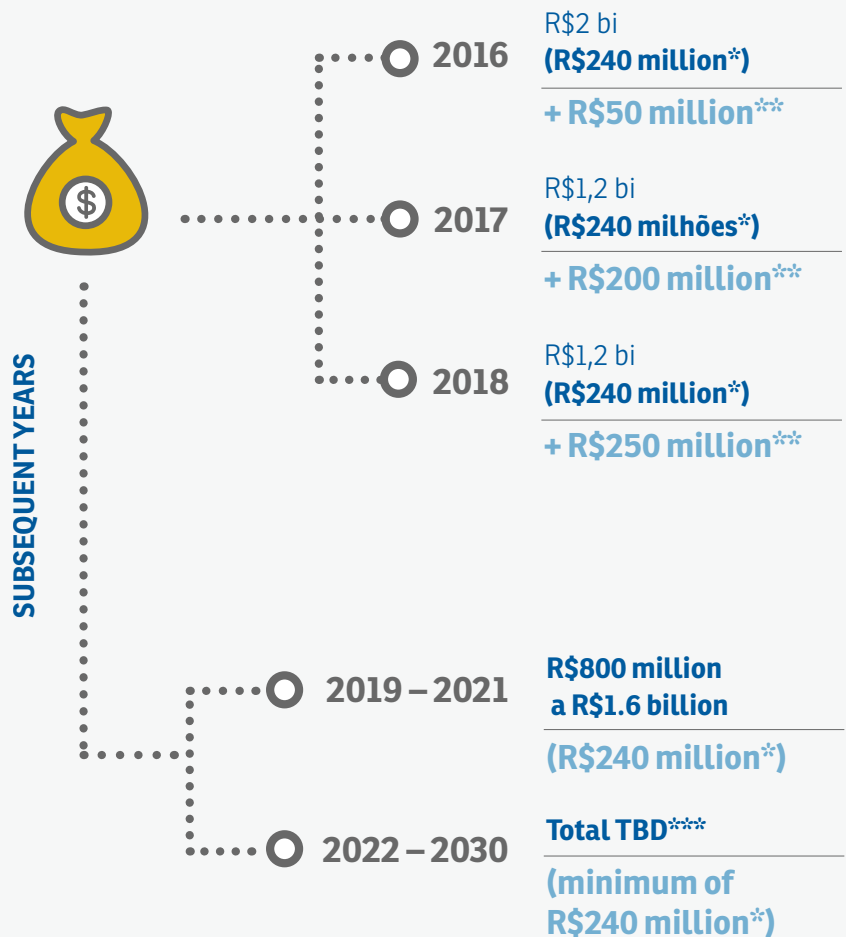 2016
R$2 bi
(R$240 million*)
+ R$50 million**
$
2017
R$1,2 bi
(R$240 milhões*)
+ R$200 million**
2018
R$1,2 bi
(R$240 million*)
+ R$250 million**
SUBSEQUENT YEARS
2019 – 2021
R$800 million
a R$1.6 billion
(R$240 million*)
2022 – 2030
Total TBD***
(minimum of
R$240 million*)